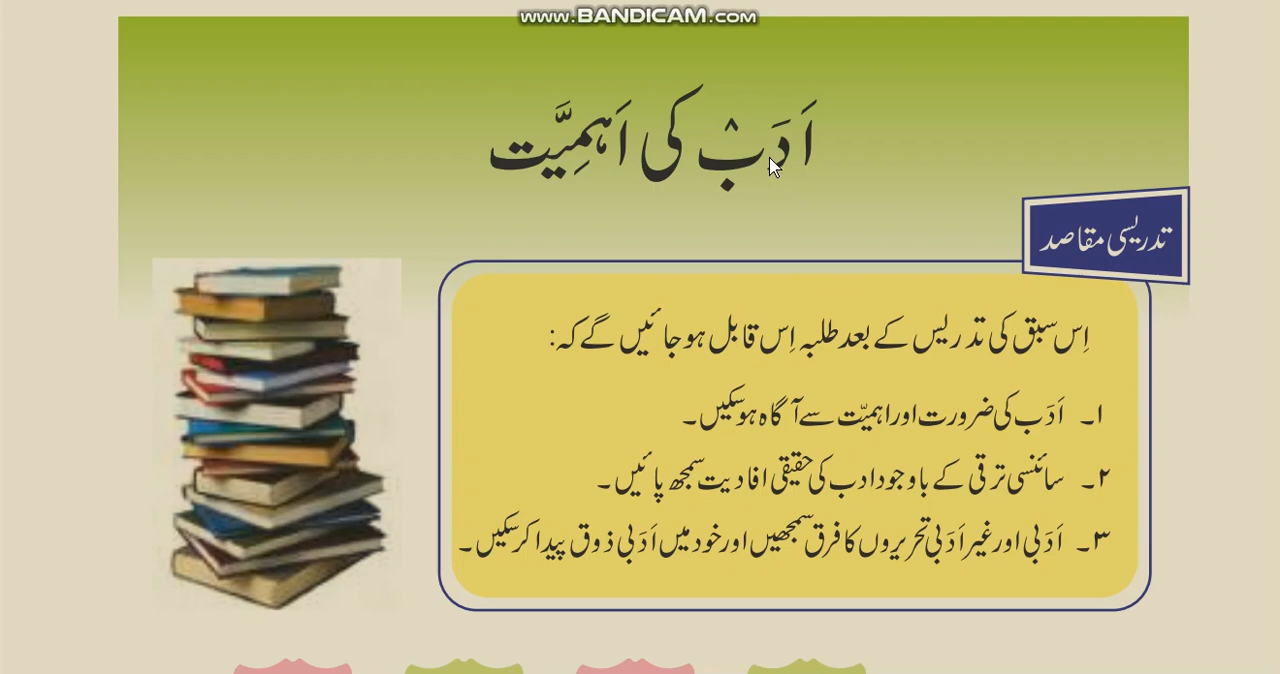 www.BANDICAM.com
اَدَبْ کی اَہمِیَّت
تدریسی مقاصد
اِس سبق کی تدریس کے بعد طلبہ اِس قابل ہو جائیں گے کہ:
۱۔ اَدَب کی ضرورت اور اہمیّت سے آگاہ ہو سکیں۔
۲۔ سائنسی ترقی کے باوجود ادب کی حقیقی افادیت سمجھ پائیں۔
۳۔ اَدَبی اور غیر اَدَبی تحریروں کا فرق سمجھیں اور خود میں اَدَبی ذوق پیدا کر سکیں۔